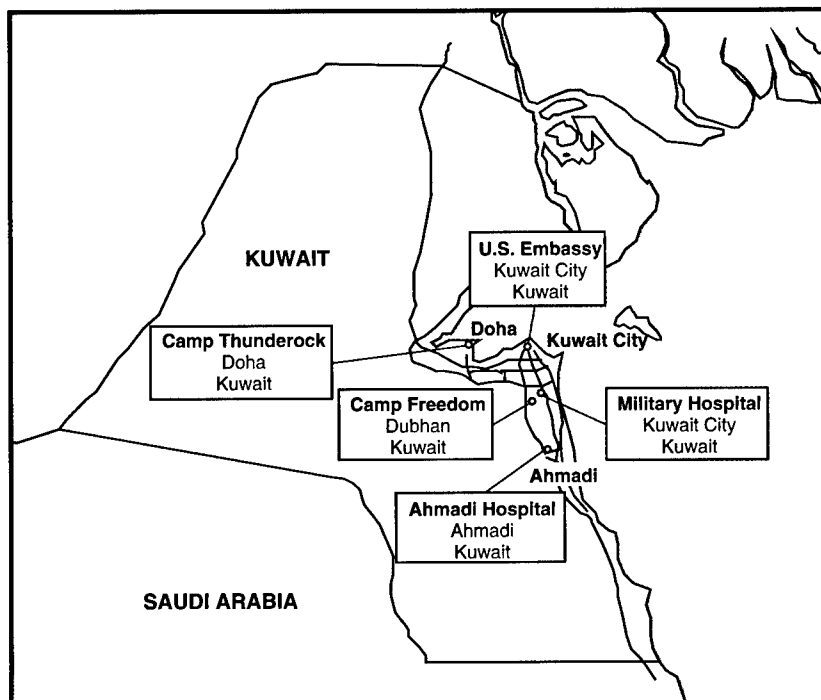 U.S. Embassy
Kuwait City
Kuwait
KUWAIT
Doha
Kuwait City
Camp Thunderock
Doha
Kuwait
Camp Freedom
Dubhan
Kuwait
Military Hospital
Kuwait City
Kuwait
Ahmadi
Ahmadi Hospital
Ahmadi
Kuwait
SAUDI ARABIA